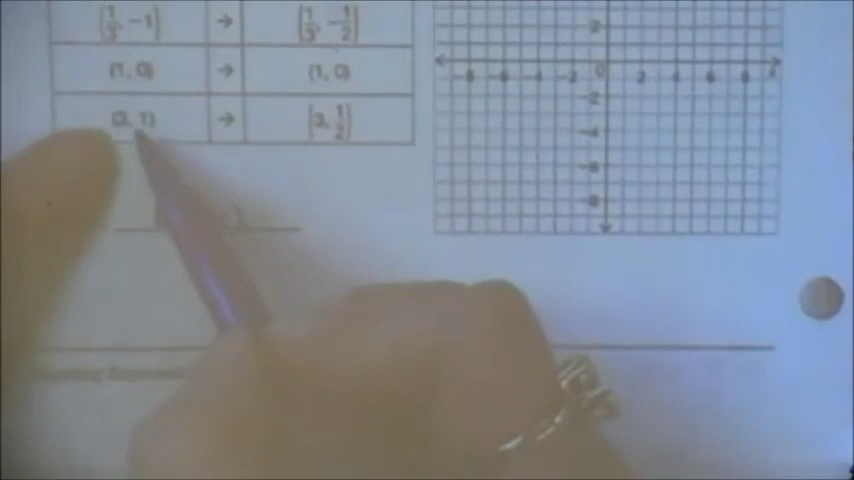 (1/3, -1) → (1/3, -1/2)
(1, 0) → (1, 0)
(3, 1) → (3, 1/2)
2
-8 -6 -4 -2 0 2 4 6 8
-2
-4
-6
-8